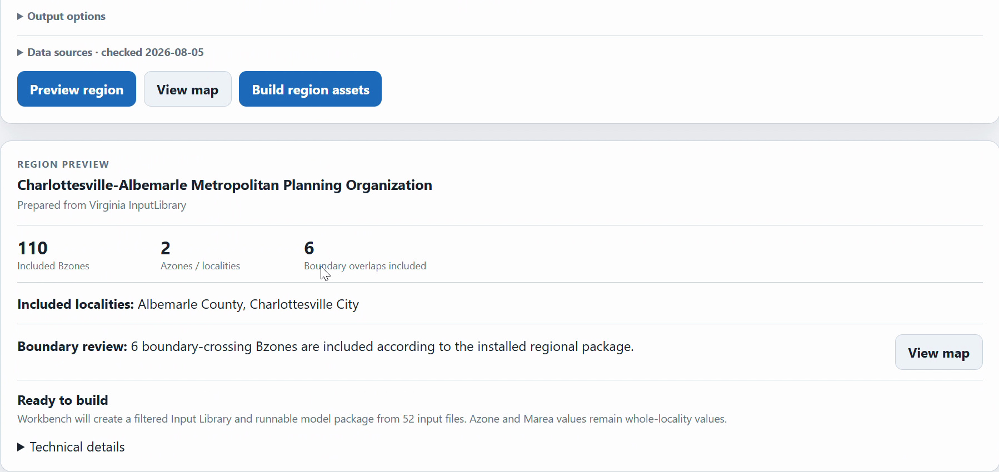 Output options
Data sources · checked 2026-08-05
Preview region
View map
Build region assets
REGION PREVIEW
Charlottesville-Albemarle Metropolitan Planning Organization
Prepared from Virginia InputLibrary
110
Included Bzones
2
Azones / localities
6
Boundary overlaps included
Included localities: Albemarle County, Charlottesville City
Boundary review: 6 boundary-crossing Bzones are included according to the installed regional package.
View map
Ready to build
Workbench will create a filtered Input Library and runnable model package from 52 input files. Azone and Marea values remain whole-locality values.
Technical details